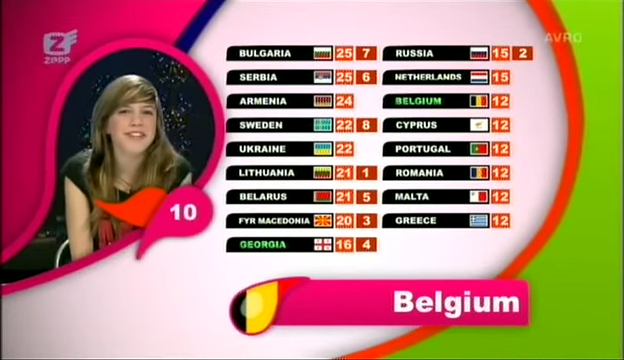 Z
ZAPP
AVRO
BULGARIA 25 7
SERBIA 25 6
ARMENIA 24
SWEDEN 22 8
UKRAINE 22
LITHUANIA 21 1
BELARUS 21 5
FYR MACEDONIA 20 3
GEORGIA 16 4
RUSSIA 15 2
NETHERLANDS 15
BELGIUM 12
CYPRUS 12
PORTUGAL 12
ROMANIA 12
MALTA 12
GREECE 12
10
Belgium